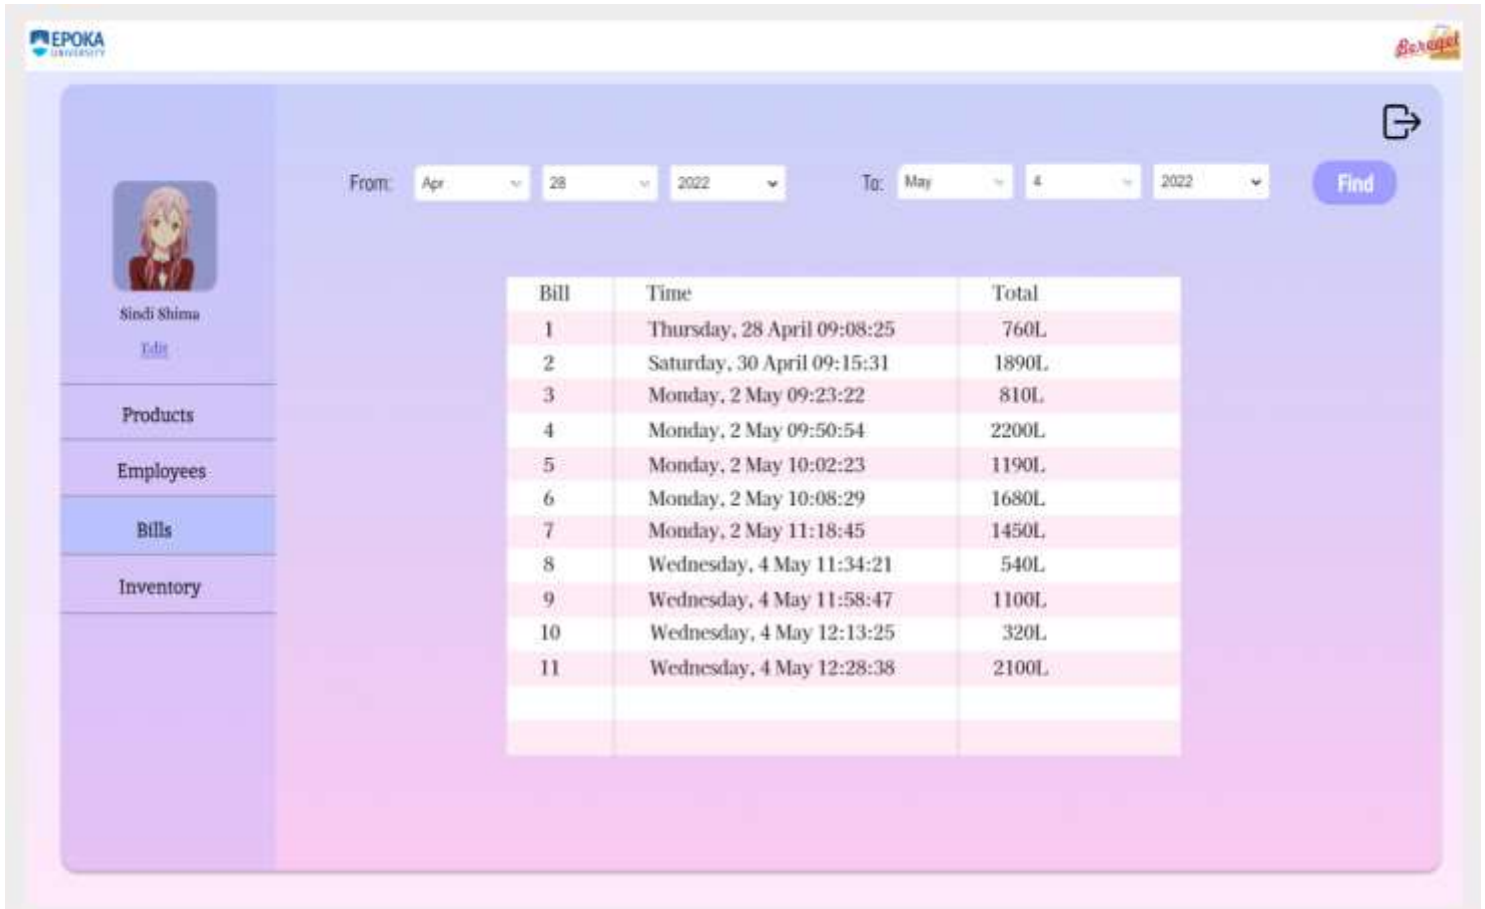 EPOKA
UNIVERSITY
Bereqet
From: Apr 28 2022 To: May 4 2022 Find
Sindi Shima
Edit
Products
Employees
Bills
Inventory
Bill Time Total
1 Thursday, 28 April 09:08:25 760L
2 Saturday, 30 April 09:15:31 1890L
3 Monday, 2 May 09:23:22 810L
4 Monday, 2 May 09:50:54 2200L
5 Monday, 2 May 10:02:23 1190L
6 Monday, 2 May 10:08:29 1680L
7 Monday, 2 May 11:18:45 1450L
8 Wednesday, 4 May 11:34:21 540L
9 Wednesday, 4 May 11:58:47 1100L
10 Wednesday, 4 May 12:13:25 320L
11 Wednesday, 4 May 12:28:38 2100L